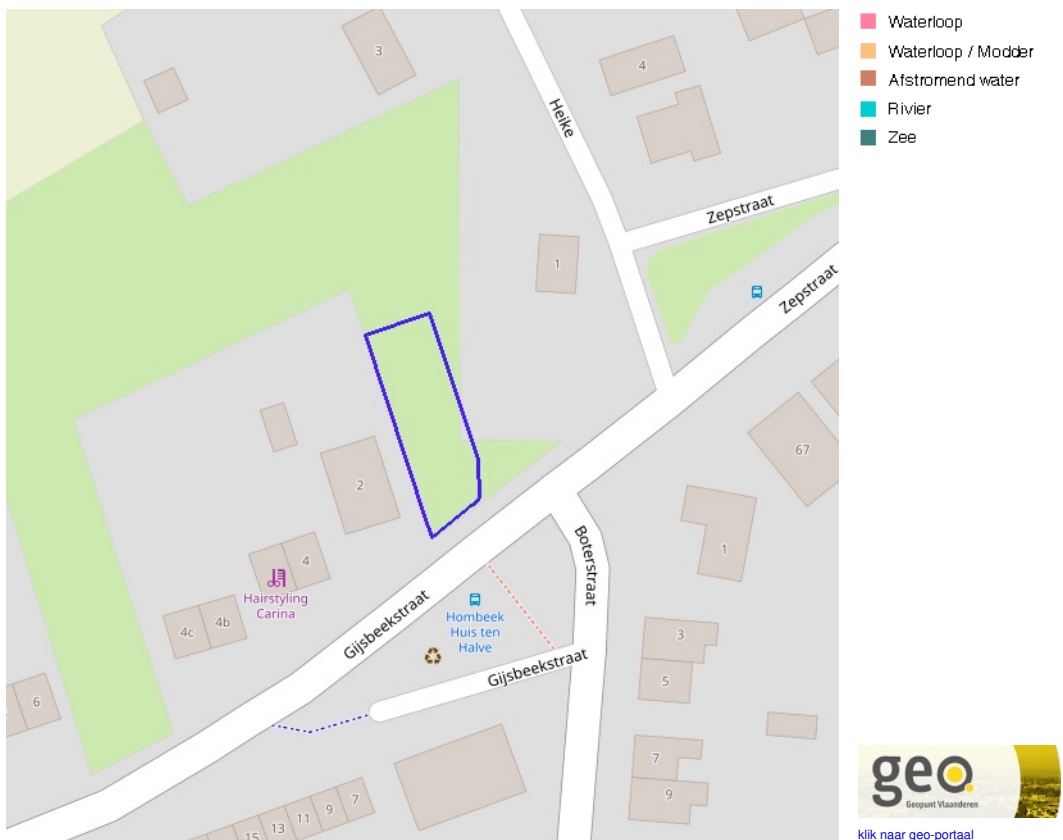 Waterloop
Waterloop / Modder
Afstromend water
Rivier
Zee
3
4
Heike
Zepstraat
1
Zepstraat
67
2
1
4
Hairstyling
Carina
4b
4c
Boterstraat
Gijsbeekstraat
Hombeek
Huis ten
Halve
3
Gijsbeekstraat
5
6
7
9
7
9
11
13
15
geo.
Geopunt Vlaanderen
klik naar geo-portaal